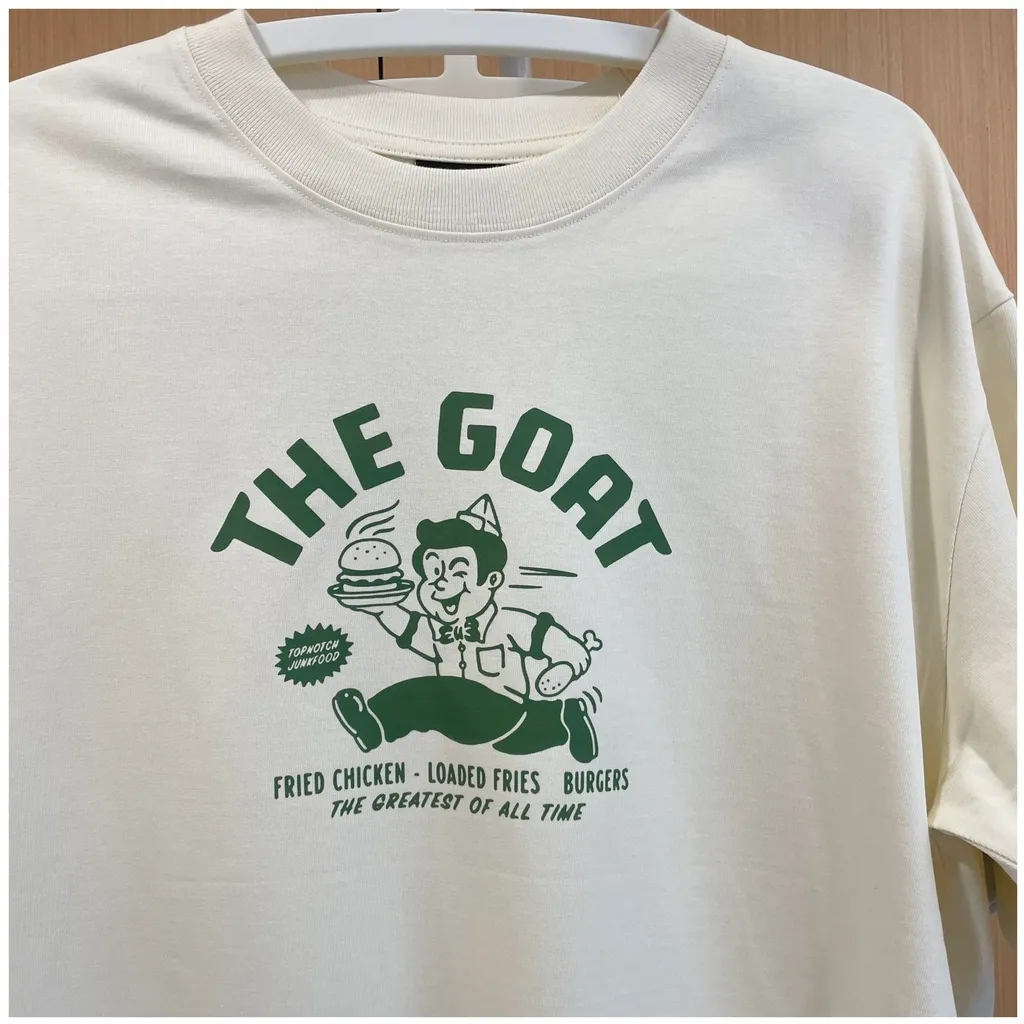 THE GOAT
TOPNOTCH
JUNKFOOD
FRIED CHICKEN - LOADED FRIES BURGERS
THE GREATEST OF ALL TIME